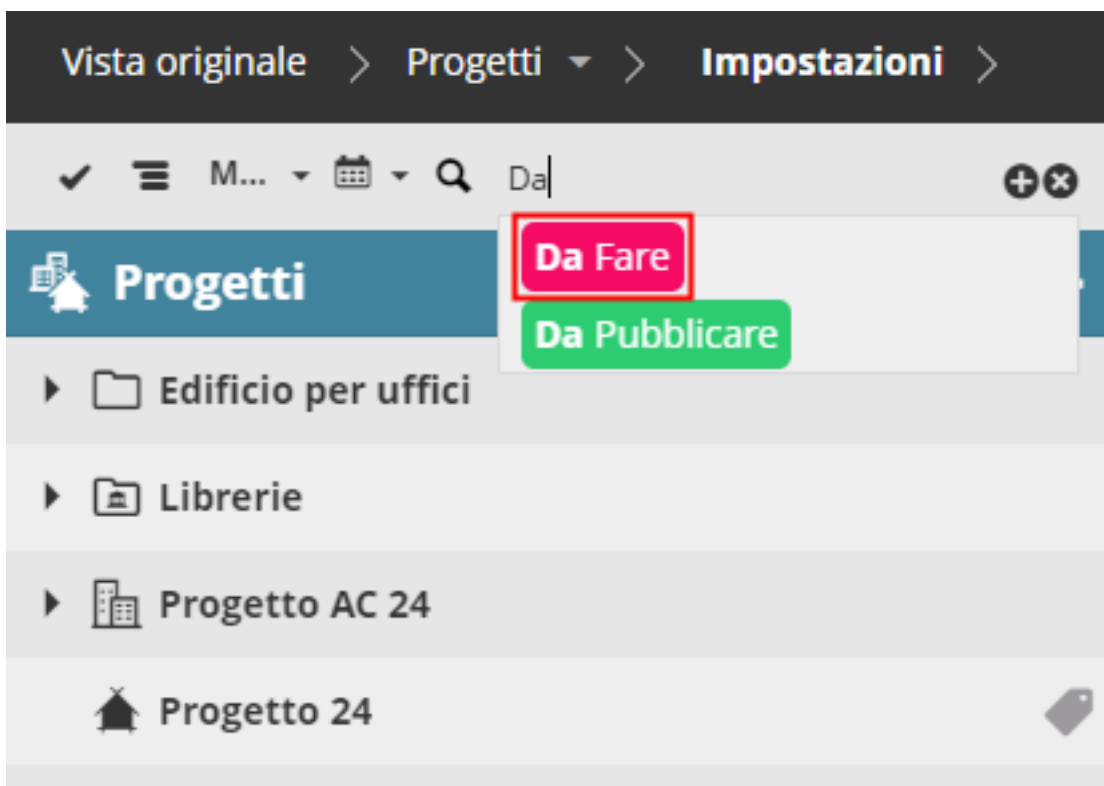 Vista originale > Progetti > Impostazioni >
M... Da
Da Fare
Progetti
Da Pubblicare
Edificio per uffici
Librerie
Progetto AC 24
Progetto 24